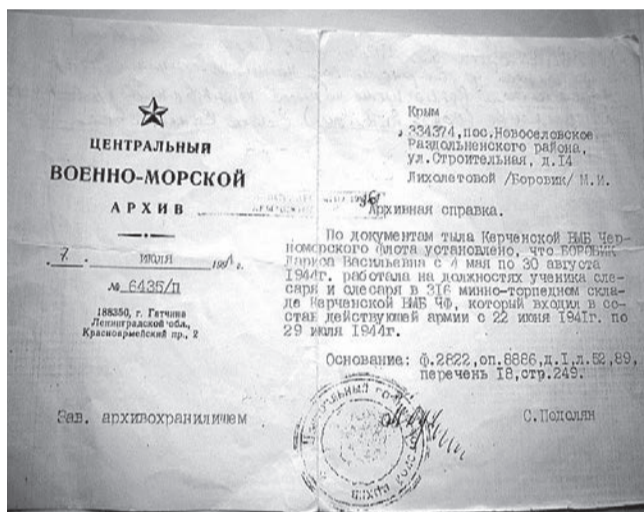 ЦЕНТРАЛЬНЫЙ
ВОЕННО-МОРСКОЙ
АРХИВ
7. июля 199 г.
№ 6435/п
188350, г. Гатчина
Ленинградской обл.,
Красноармейский пр., 2
Крым
334374, пос.Новоселовское
Раздольненского района,
ул.Строительная, д.14
Лихолетовой /Боровик/ М.И.
Архивная справка.
По документам тыла Керченской ВМБ Чер-
номорского флота установлено, что БОРОВИК
Лариса Васильевна с 4 мая по 30 августа
1944г. работала на должностях ученика сле-
саря и слесаря в 316 минно-торпедном скла-
де Керченской ВМБ ЧФ, который входил в со-
став действующей армии с 22 июня 1941г. по
29 июля 1944г.
Основание: ф.2822,оп.8886,д.1,л.52,89,
перечень 18,стр.249.
Зав. архивохранилищем
С.Подолян